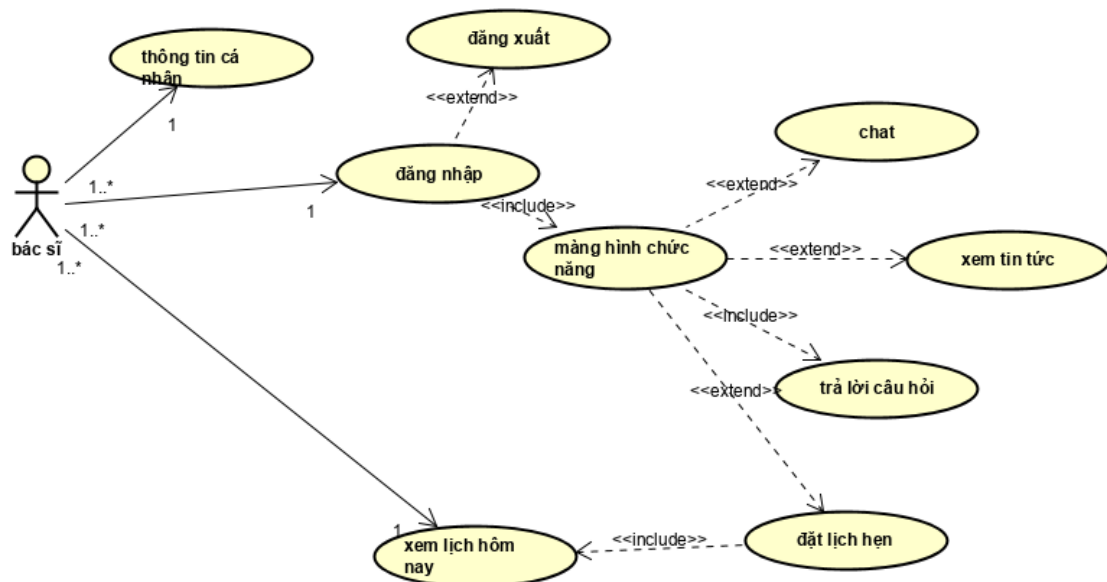 đăng xuất
thông tin cá
nhân
<<extend>>
1
chat
đăng nhập
<<extend>>
1..*
1
<<include>>
1..*
bác sĩ
màng hình chức
năng
<<extend>>
xem tin tức
1..*
<<include>>
trả lời câu hỏi
<<extend>>
1
xem lịch hôm
nay
<<include>>
đặt lịch hẹn